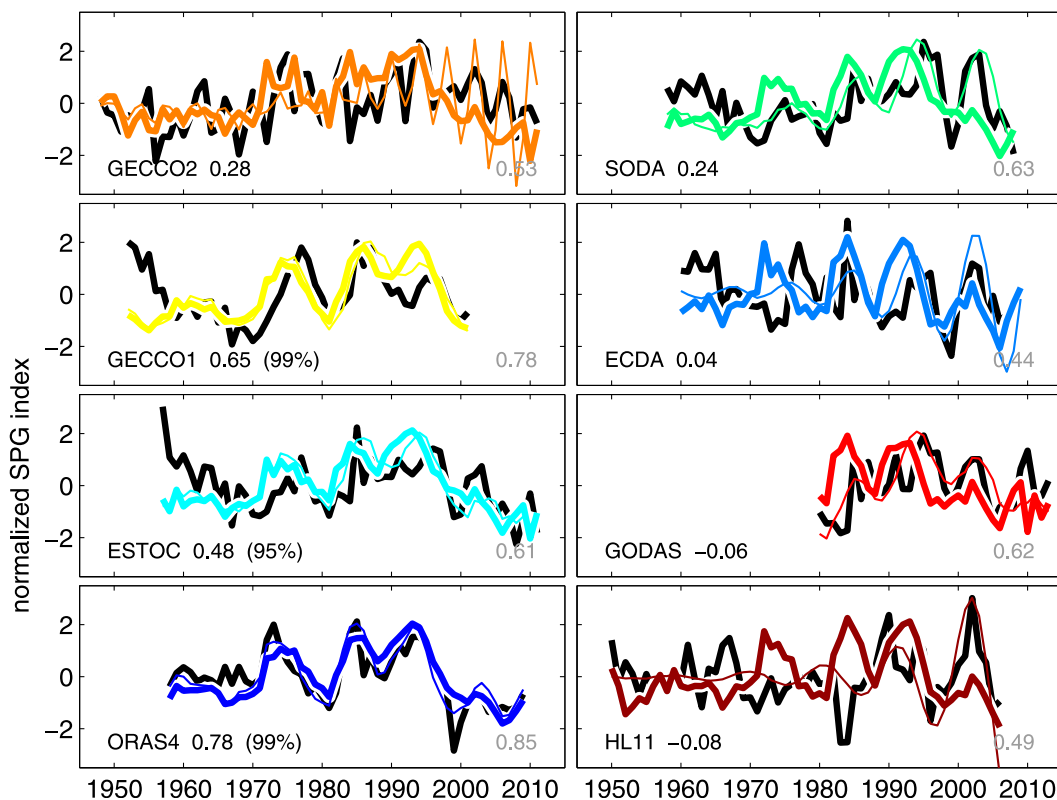 2
0
−2
GECCO2 0.28
0.53
SODA 0.24
0.63
2
0
−2
GECCO1 0.65 (99%)
0.78
ECDA 0.04
0.44
2
0
−2
ESTOC 0.48 (95%)
0.61
GODAS −0.06
0.62
2
0
−2
ORAS4 0.78 (99%)
0.85
HL11 −0.08
0.49
normalized SPG index
1950 1960 1970 1980 1990 2000 2010
1950 1960 1970 1980 1990 2000 2010